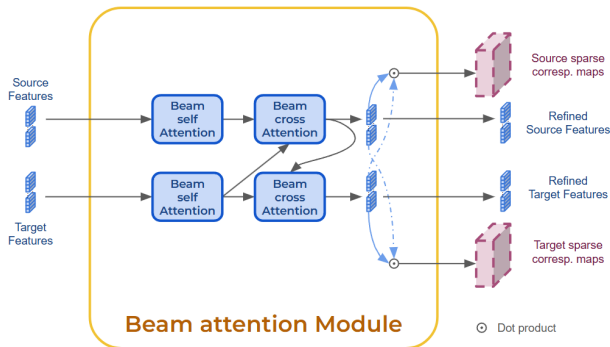 Source
Features
Beam
self
Attention
Beam
cross
Attention
Source sparse
corresp. maps
Refined
Source Features
Beam
self
Attention
Beam
cross
Attention
Refined
Target Features
Target
Features
Target sparse
corresp. maps
Beam attention Module
Dot product